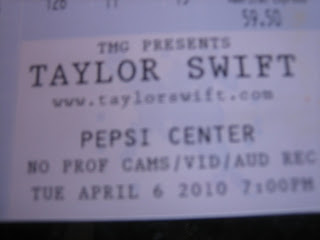 59.50
TMG PRESENTS
TAYLOR SWIFT
www.taylorswift.com
PEPSI CENTER
NO PROF CAMS/VID/AUD REC
TUE APRIL 6 2010 7:00PM